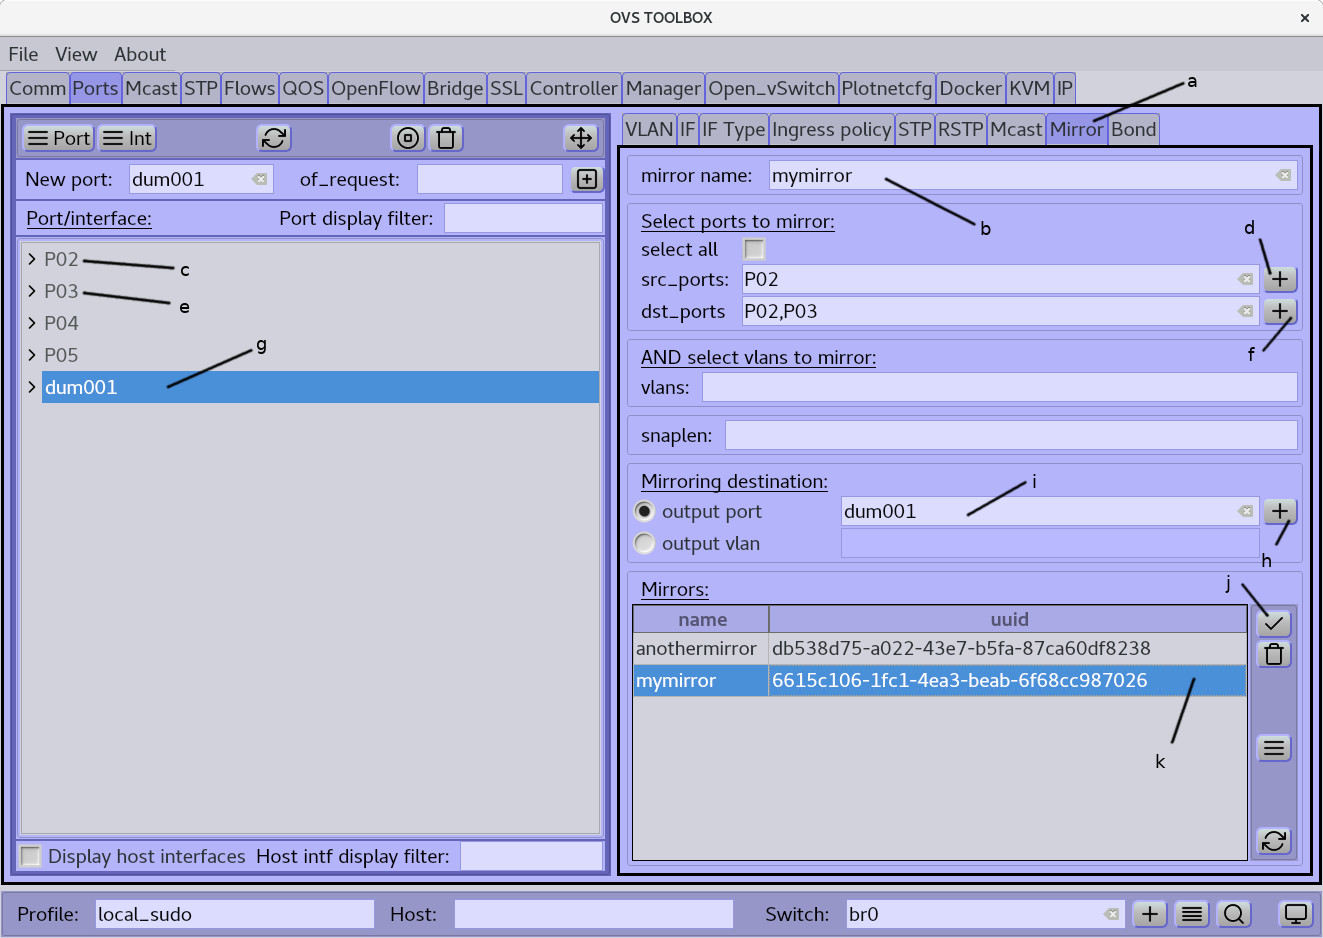 OVS TOOLBOX
File View About
Comm Ports Mcast STP Flows QOS OpenFlow Bridge SSL Controller Manager Open_vSwitch Plotnetcfg Docker KVM IP
a
Port Int
New port: dum001 of_request:
Port/interface: Port display filter:
P02
c
P03
e
P04
g
P05
dum001
Display host interfaces Host intf display filter:
VLAN IF IF Type Ingress policy STP RSTP Mcast Mirror Bond
mirror name: mymirror
b
Select ports to mirror:
d
select all
src_ports: P02
dst_ports P02,P03
f
AND select vlans to mirror:
vlans:
snaplen:
Mirroring destination:
i
output port dum001
output vlan
h
j
Mirrors:
name uuid
anothermirror db538d75-a022-43e7-b5fa-87ca60df8238
mymirror 6615c106-1fc1-4ea3-beab-6f68cc987026
k
Profile: local_sudo Host: Switch: br0